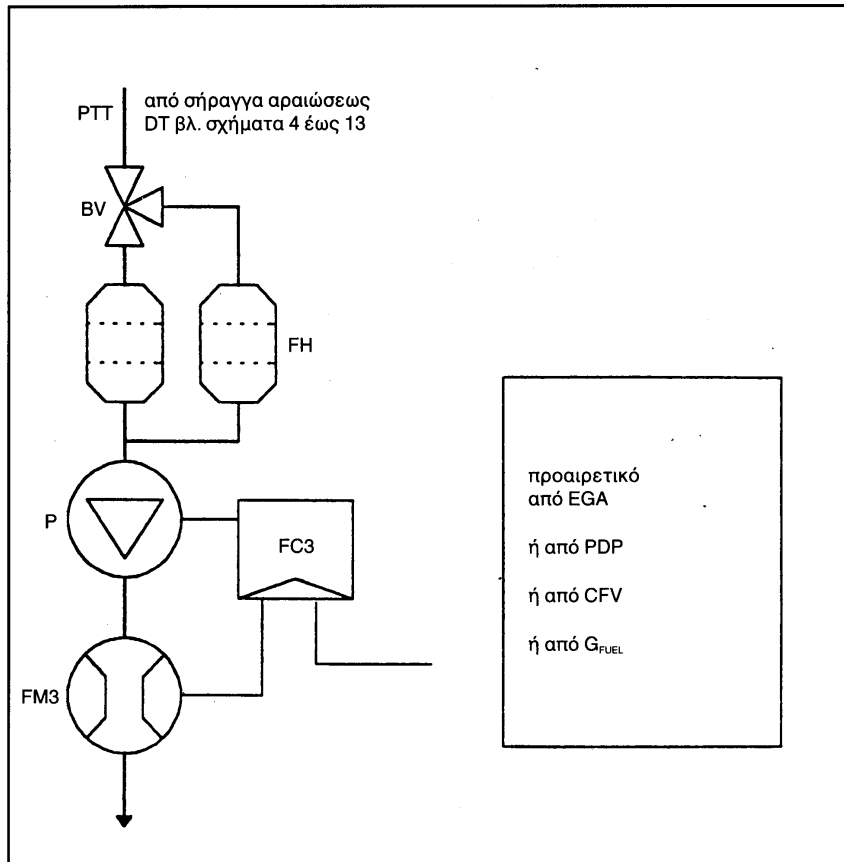 PTT
από σήραγγα αραιώσεως
DT βλ. σχήματα 4 έως 13
BV
FH
P
FC3
FM3
προαιρετικό
από EGA
ή από PDP
ή από CFV
ή από GFUEL